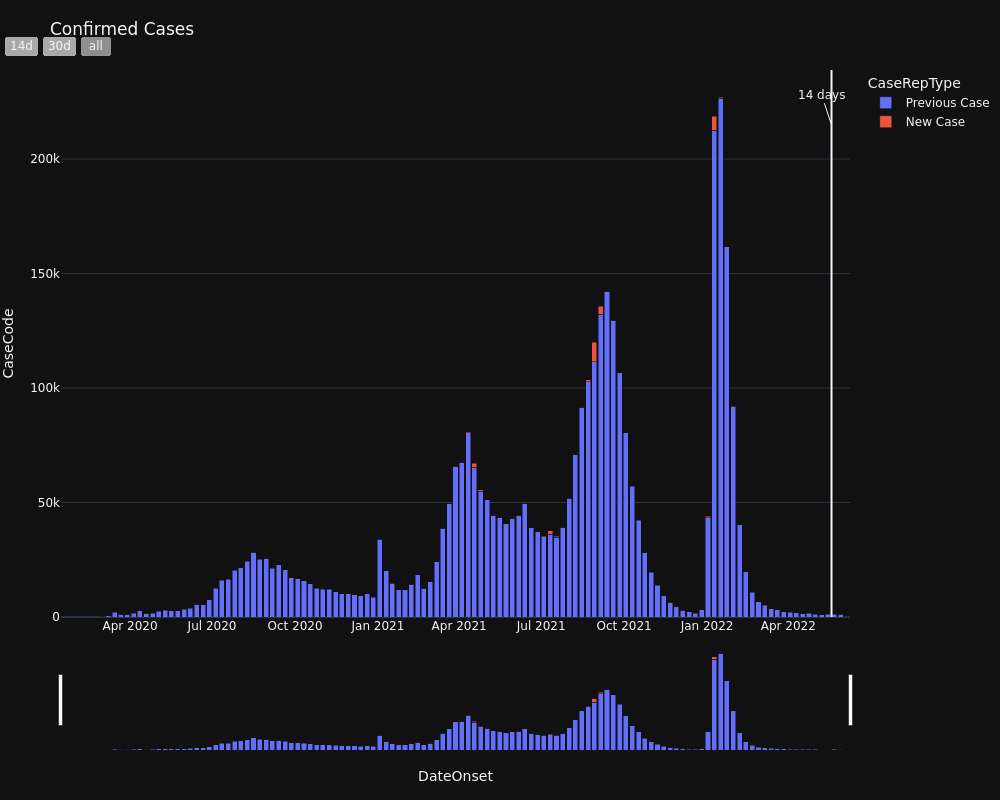 Confirmed Cases
14d 30d all
CaseRepType
14 days
Previous Case
New Case
200k
150k
100k
50k
0
CaseCode
Apr 2020 Jul 2020 Oct 2020 Jan 2021 Apr 2021 Jul 2021 Oct 2021 Jan 2022 Apr 2022
DateOnset